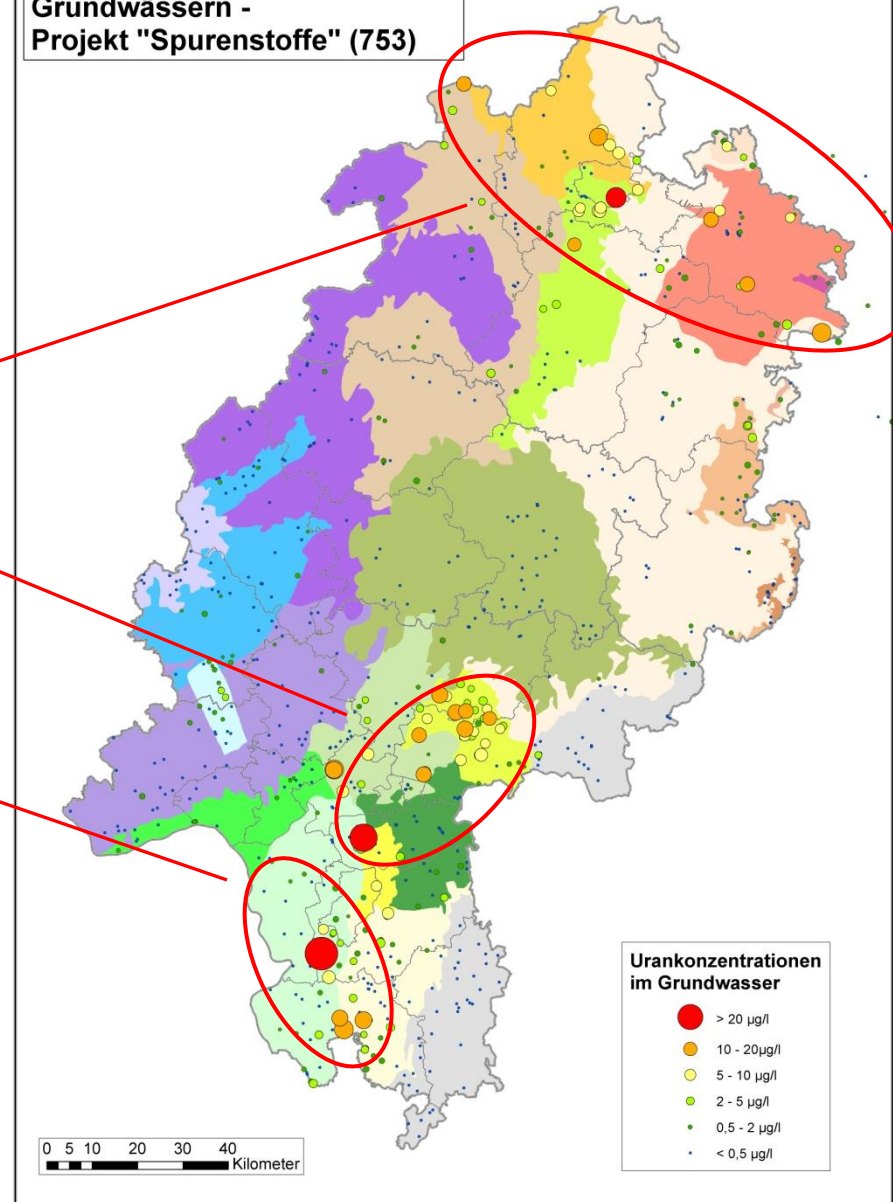 Grundwässern -
Projekt "Spurenstoffe" (753)
Urankonzentrationen
im Grundwasser
> 20 µg/l
10 - 20µg/l
5 - 10 µg/l
2 - 5 µg/l
0,5 - 2 µg/l
< 0,5 µg/l
0 5 10 20 30 40
Kilometer